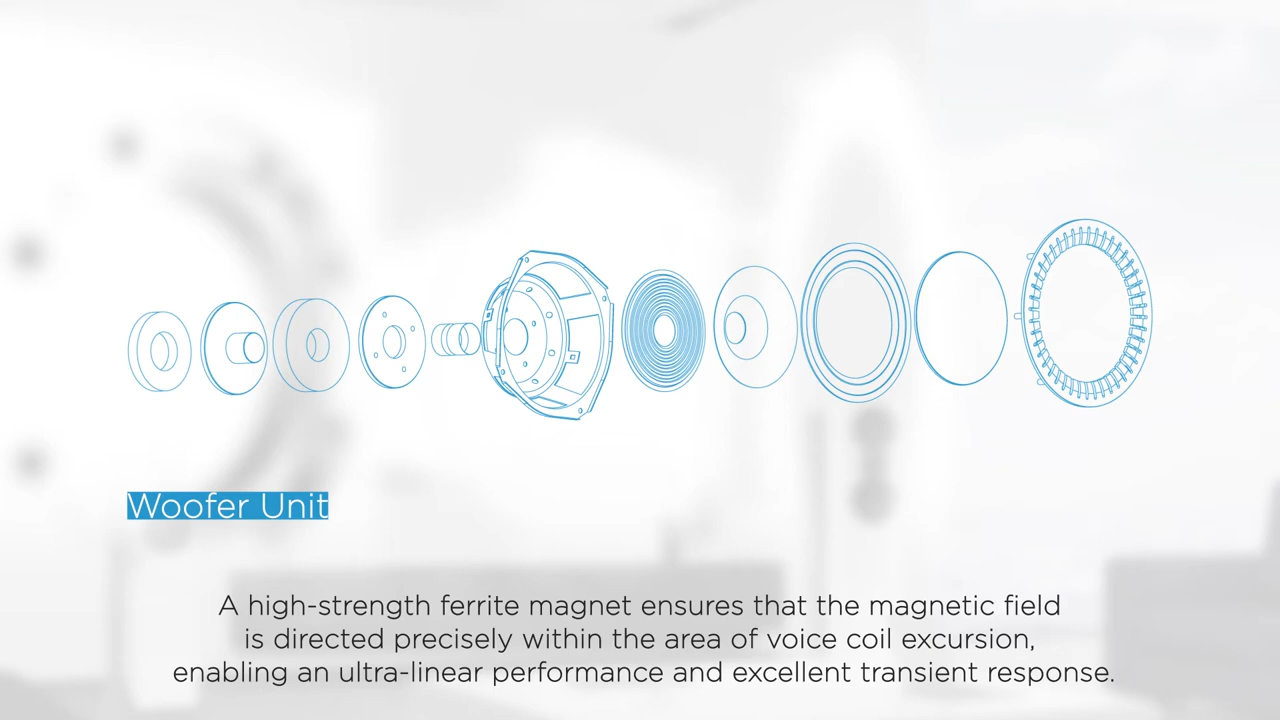 Woofer Unit
A high-strength ferrite magnet ensures that the magnetic field
is directed precisely within the area of voice coil excursion,
enabling an ultra-linear performance and excellent transient response.